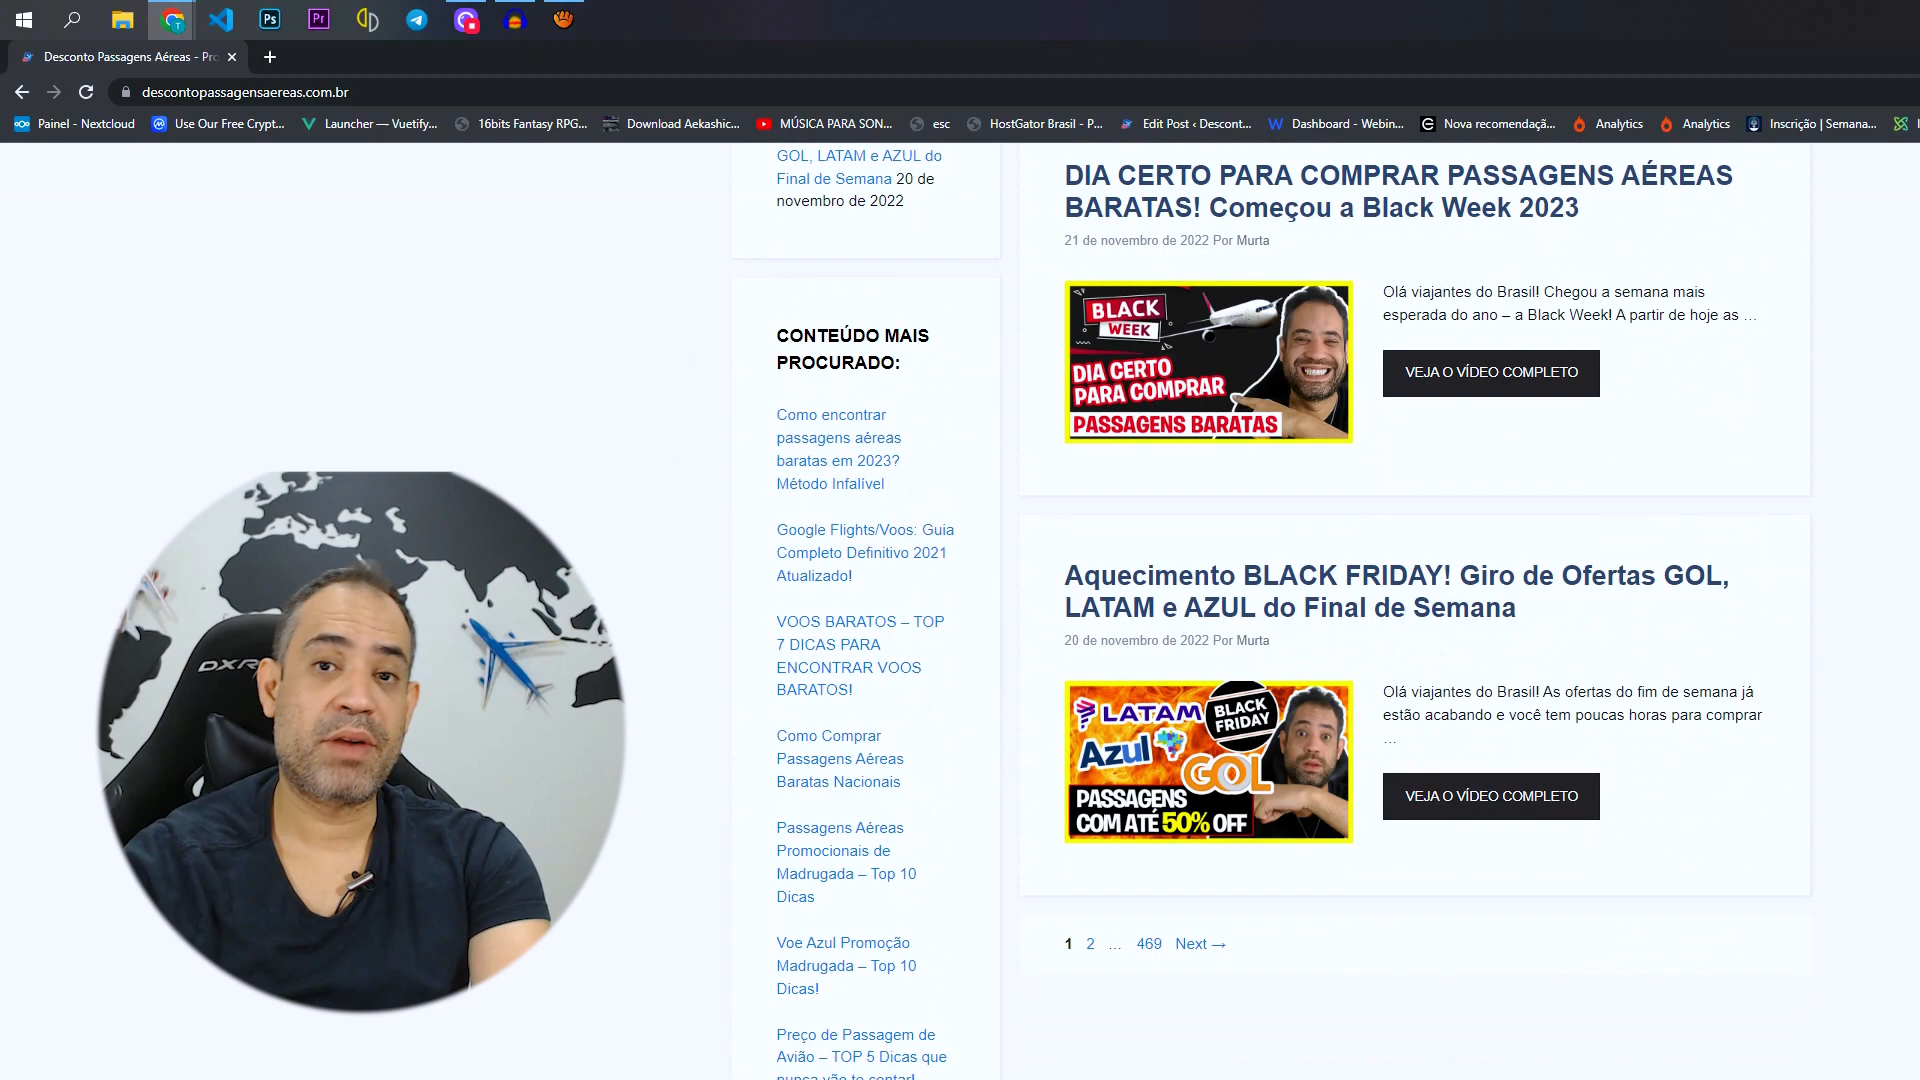 Ps
Pr
Desconto Passagens Aéreas - Pro
descontopassagensaereas.com.br
Painel - Nextcloud
Use Our Free Crypt...
Launcher — Vuetify,...
16bits Fantasy RPG...
Download Aekashic...
MÚSICA PARA SON...
esc
HostGator Brasil - P...
Edit Post ‹ Descont...
Dashboard - Webin...
Nova recomendaçã...
Analytics
Analytics
Inscrição | Semana...
GOL, LATAM e AZUL do
Final de Semana 20 de
novembro de 2022
CONTEÚDO MAIS
PROCURADO:
Como encontrar
passagens aéreas
baratas em 2023?
Método Infalível
Google Flights/Voos: Guia
Completo Definitivo 2021
Atualizado!
VOOS BARATOS – TOP
7 DICAS PARA
ENCONTRAR VOOS
BARATOS!
Como Comprar
Passagens Aéreas
Baratas Nacionais
Passagens Aéreas
Promocionais de
Madrugada – Top 10
Dicas
Voe Azul Promoção
Madrugada – Top 10
Dicas!
Preço de Passagem de
Avião – TOP 5 Dicas que
nunca vão te contar!
DIA CERTO PARA COMPRAR PASSAGENS AÉREAS
BARATAS! Começou a Black Week 2023
21 de novembro de 2022 Por Murta
BLACK
WEEK
DIA CERTO
PARA COMPRAR
PASSAGENS BARATAS
Olá viajantes do Brasil! Chegou a semana mais
esperada do ano – a Black Week! A partir de hoje as …
VEJA O VÍDEO COMPLETO
Aquecimento BLACK FRIDAY! Giro de Ofertas GOL,
LATAM e AZUL do Final de Semana
20 de novembro de 2022 Por Murta
LATAM
BLACK
FRIDAY
Azul
GOL
PASSAGENS
COM ATÉ 50% OFF
Olá viajantes do Brasil! As ofertas do fim de semana já
estão acabando e você tem poucas horas para comprar
…
VEJA O VÍDEO COMPLETO
1 2 … 469 Next →